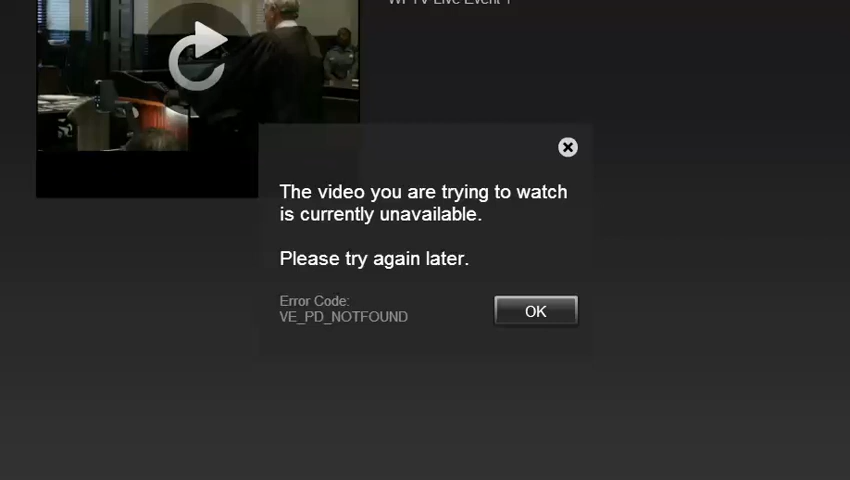 The video you are trying to watch
is currently unavailable.
Please try again later.
Error Code:
VE_PD_NOTFOUND
OK